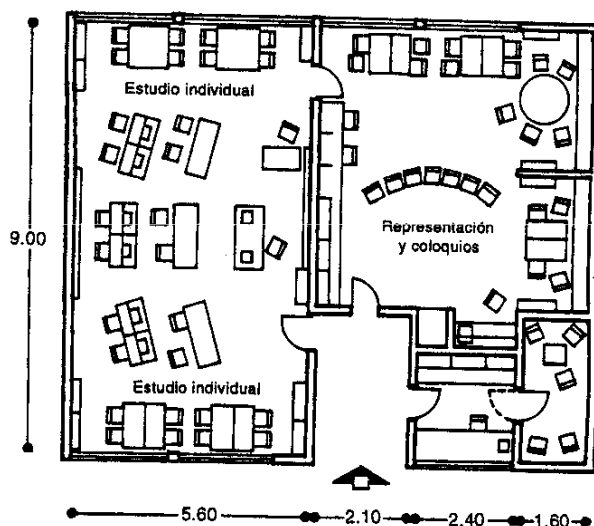 Estudio individual
9.00
Representación
y coloquios
Estudio individual
5.60
2.10
2.40
1.60